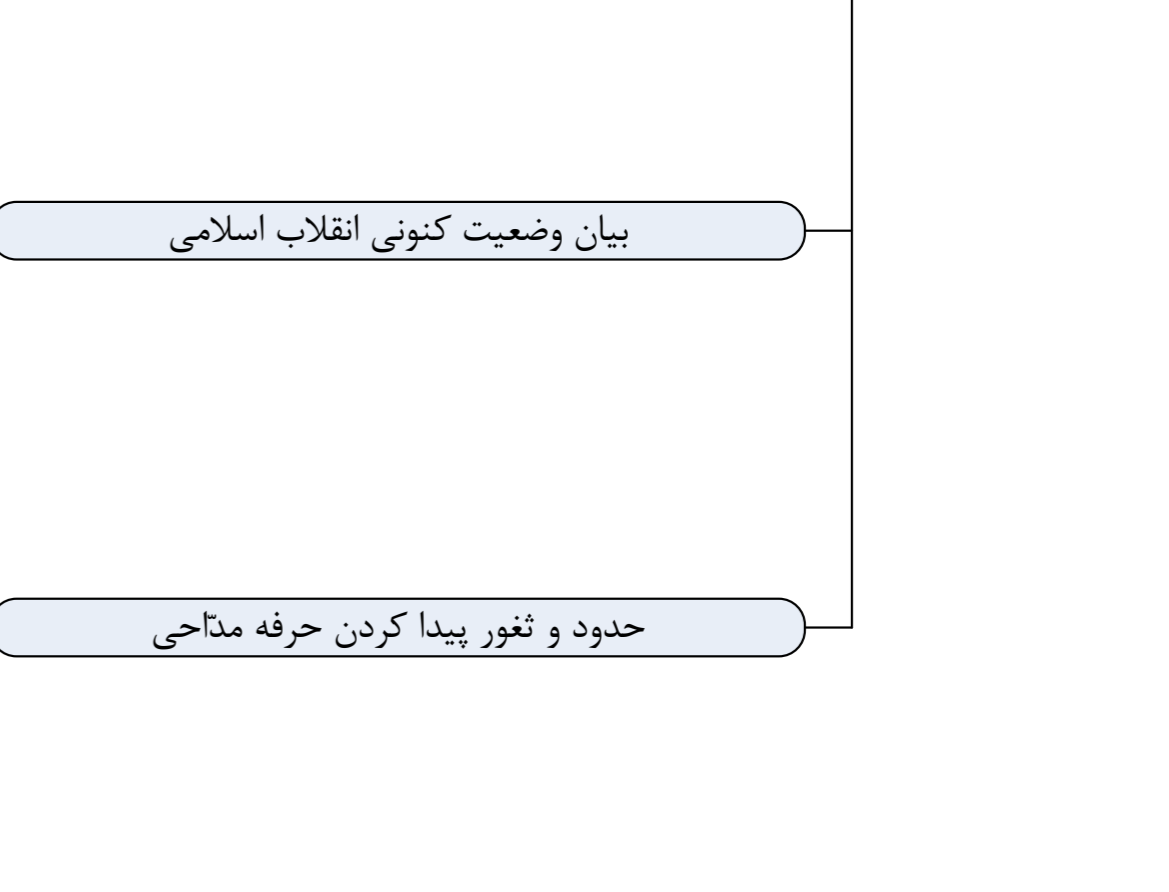 بیان وضعیت کنونی انقلاب اسلامی
حدود و ثغور پیدا کردن حرفه مدّاحی